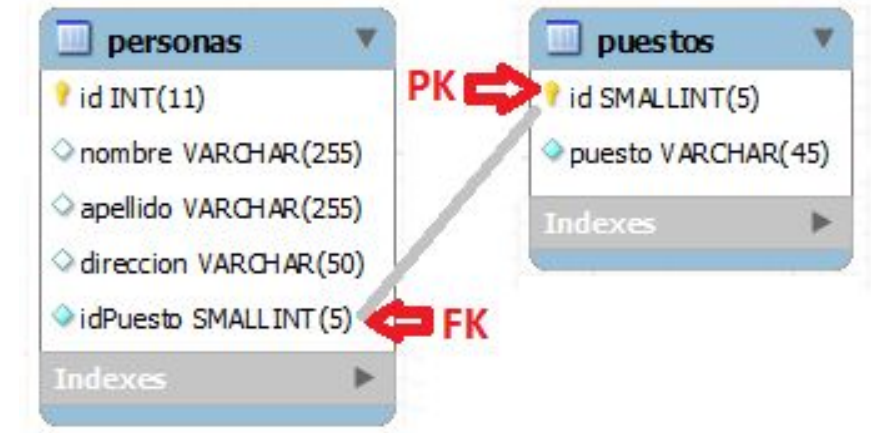 personas
id INT(11)
nombre VARCHAR(255)
apellido VARCHAR(255)
direccion VARCHAR(50)
idPuesto SMALLINT(5)
Indexes
FK
PK
puestos
id SMALLINT(5)
puesto VARCHAR(45)
Indexes